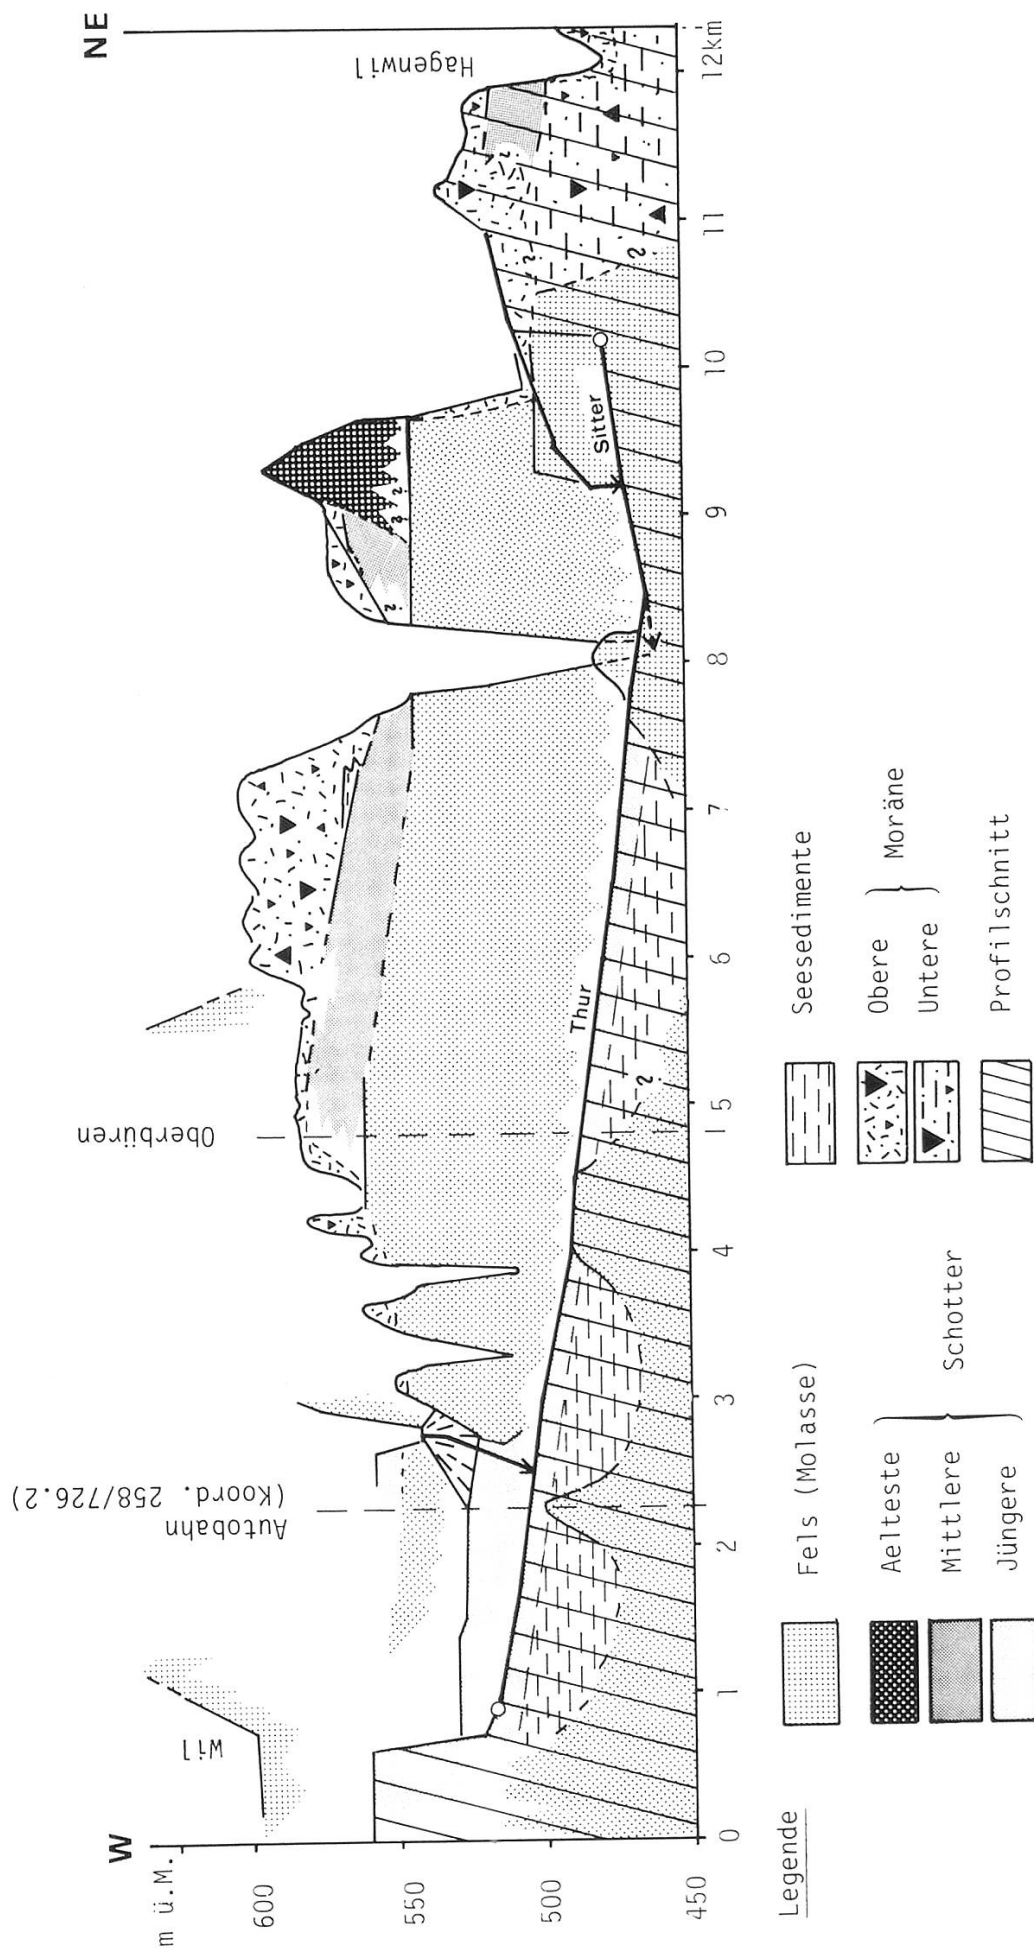 W
NE
m ü.M.
600
550
500
450
Wil
Autobahn
(Koord. 258/726.2)
Oberbüren
Hagenwil
Thur
Sitter
?
?
?
?
?
?
?
?
0 1 2 3 4 5 6 7 8 9 10 11 12km
Legende
Fels (Molasse)
Aelteste
Mittlere
Jüngere
Schotter
Seesedimente
Obere
Untere
Moräne
Profilschnitt